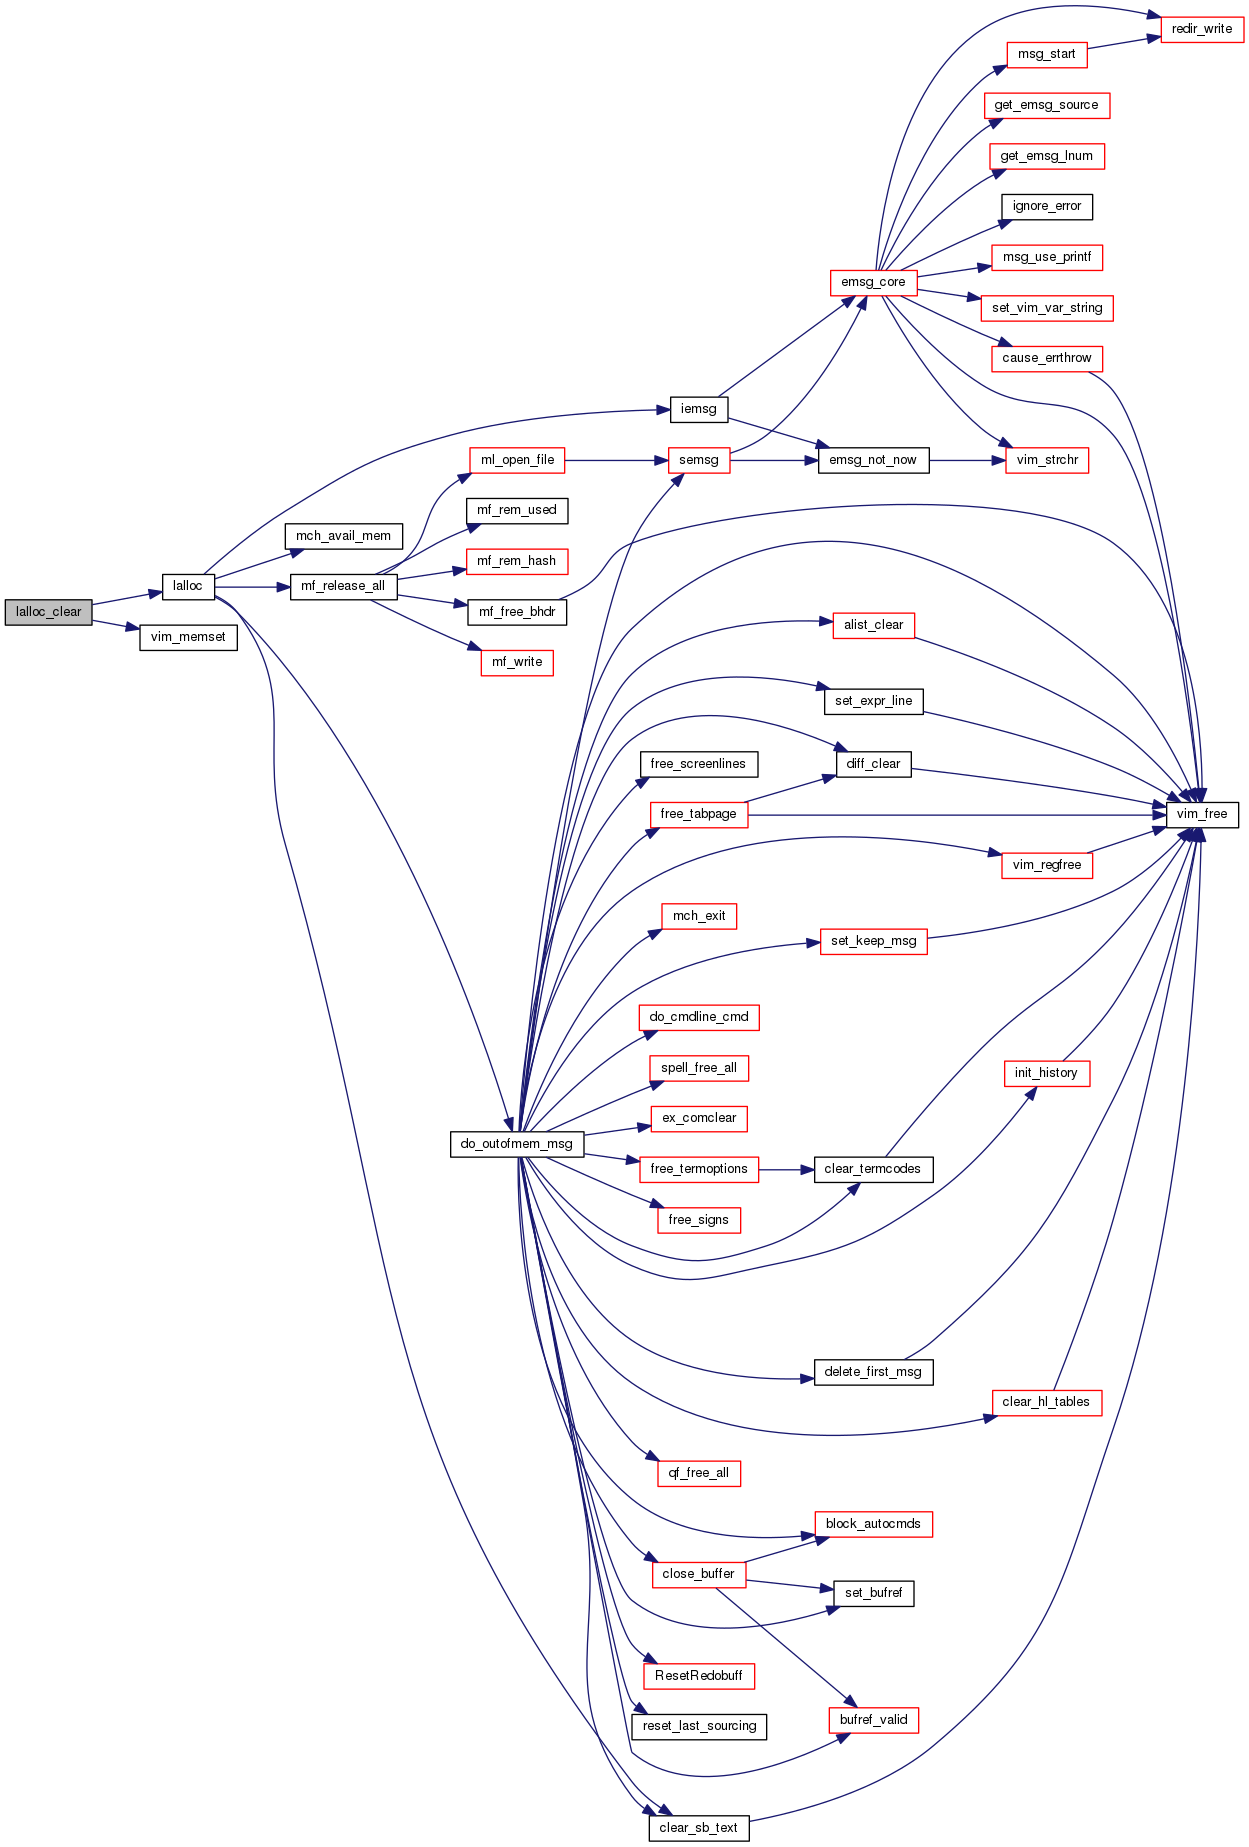 redir_write
msg_start
get_emsg_source
get_emsg_lnum
ignore_error
msg_use_printf
emsg_core
set_vim_var_string
cause_errthrow
iemsg
ml_open_file
semsg
emsg_not_now
vim_strchr
mf_rem_used
mch_avail_mem
mf_rem_hash
lalloc
mf_release_all
lalloc_clear
mf_free_bhdr
alist_clear
vim_memset
mf_write
set_expr_line
free_screenlines
diff_clear
free_tabpage
vim_free
vim_regfree
mch_exit
set_keep_msg
do_cmdline_cmd
spell_free_all
init_history
ex_comclear
do_outofmem_msg
free_termoptions
clear_termcodes
free_signs
delete_first_msg
clear_hl_tables
qf_free_all
block_autocmds
close_buffer
set_bufref
ResetRedobuff
bufref_valid
reset_last_sourcing
clear_sb_text